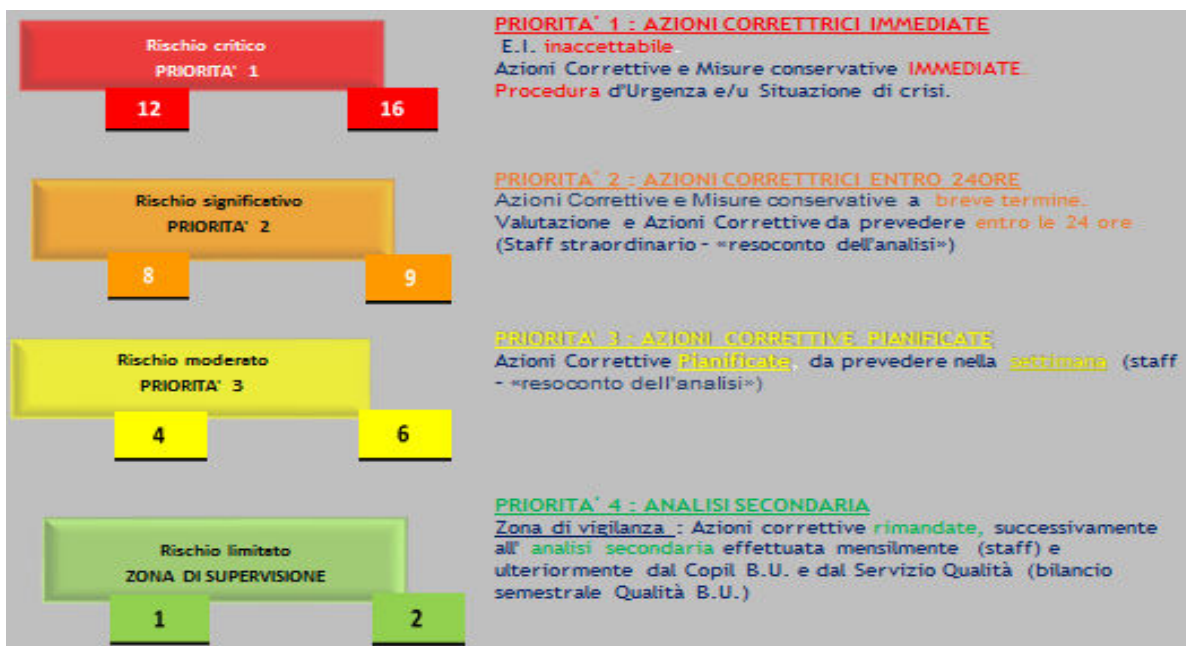 Rischio critico
PRIORITA' 1
12
16
PRIORITA' 1 : AZIONI CORRETTRICI IMMEDIATE
E.I. inaccettabile.
Azioni Correttive e Misure conservative IMMEDIATE.
Procedura d'Urgenza e/u Situazione di crisi.
Rischio significativo
PRIORITA' 2
8
9
PRIORITA' 2 : AZIONI CORRETTRICI ENTRO 24ORE
Azioni Correttive e Misure conservative a breve termine.
Valutazione e Azioni Correttive da prevedere entro le 24 ore
(Staff straordinario - «resoconto dell'analisi»)
Rischio moderato
PRIORITA' 3
4
6
PRIORITA' 3 : AZIONI CORRETTIVE PIANIFICATE
Azioni Correttive Pianificate, da prevedere nella settimana (staff
- «resoconto dell'analisi»)
Rischio limitato
ZONA DI SUPERVISIONE
1
2
PRIORITA' 4 : ANALISI SECONDARIA
Zona di vigilanza : Azioni correttive rimandate, successivamente
all' analisi secondaria effettuata mensilmente (staff) e
ulteriormente dal Copil B.U. e dal Servizio Qualità (bilancio
semestrale Qualità B.U.)